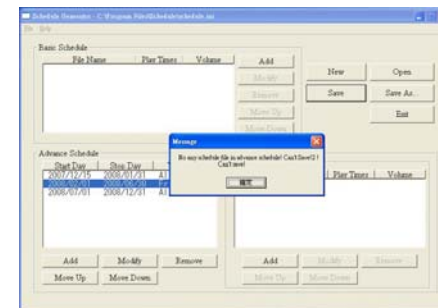 Schedule Generator - C:\Program Files\Schedule\schedule.ini
File Help
Basic Schedule
File Name Play Times Volume
Add
Modify
Remove
Move Up
Move Down
New Open
Save Save As..
Exit
Message
No any schedule file in advance schedule! Can't Save!2 !
Can't save!
確定
Advance Schedule
Start Day Stop Day
2007/12/15 2008/01/31
2008/02/01 2008/06/30
2008/07/01 2008/12/31
Play Times Volume
Add Modify Remove
Move Up Move Down
Add Modify Remove
Move Up Move Down